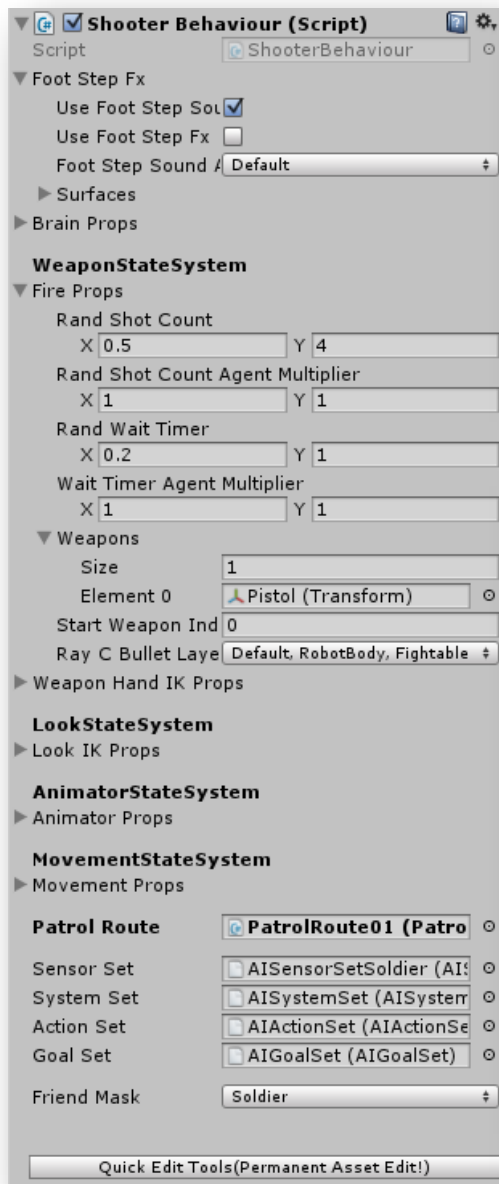 Shooter Behaviour (Script)
Script ShooterBehaviour
Foot Step Fx
Use Foot Step Sou
Use Foot Step Fx
Foot Step Sound A Default
Surfaces
Brain Props
WeaponStateSystem
Fire Props
Rand Shot Count
X 0.5 Y 4
Rand Shot Count Agent Multiplier
X 1 Y 1
Rand Wait Timer
X 0.2 Y 1
Wait Timer Agent Multiplier
X 1 Y 1
Weapons
Size 1
Element 0 Pistol (Transform)
Start Weapon Ind 0
Ray C Bullet Laye Default, RobotBody, Fightable
Weapon Hand IK Props
LookStateSystem
Look IK Props
AnimatorStateSystem
Animator Props
MovementStateSystem
Movement Props
Patrol Route PatrolRoute01 (Patro
Sensor Set AISensorSetSoldier (AIS
System Set AISystemSet (AISystem
Action Set AIActionSet (AIActionSe
Goal Set AIGoalSet (AIGoalSet)
Friend Mask Soldier
Quick Edit Tools(Permanent Asset Edit!)